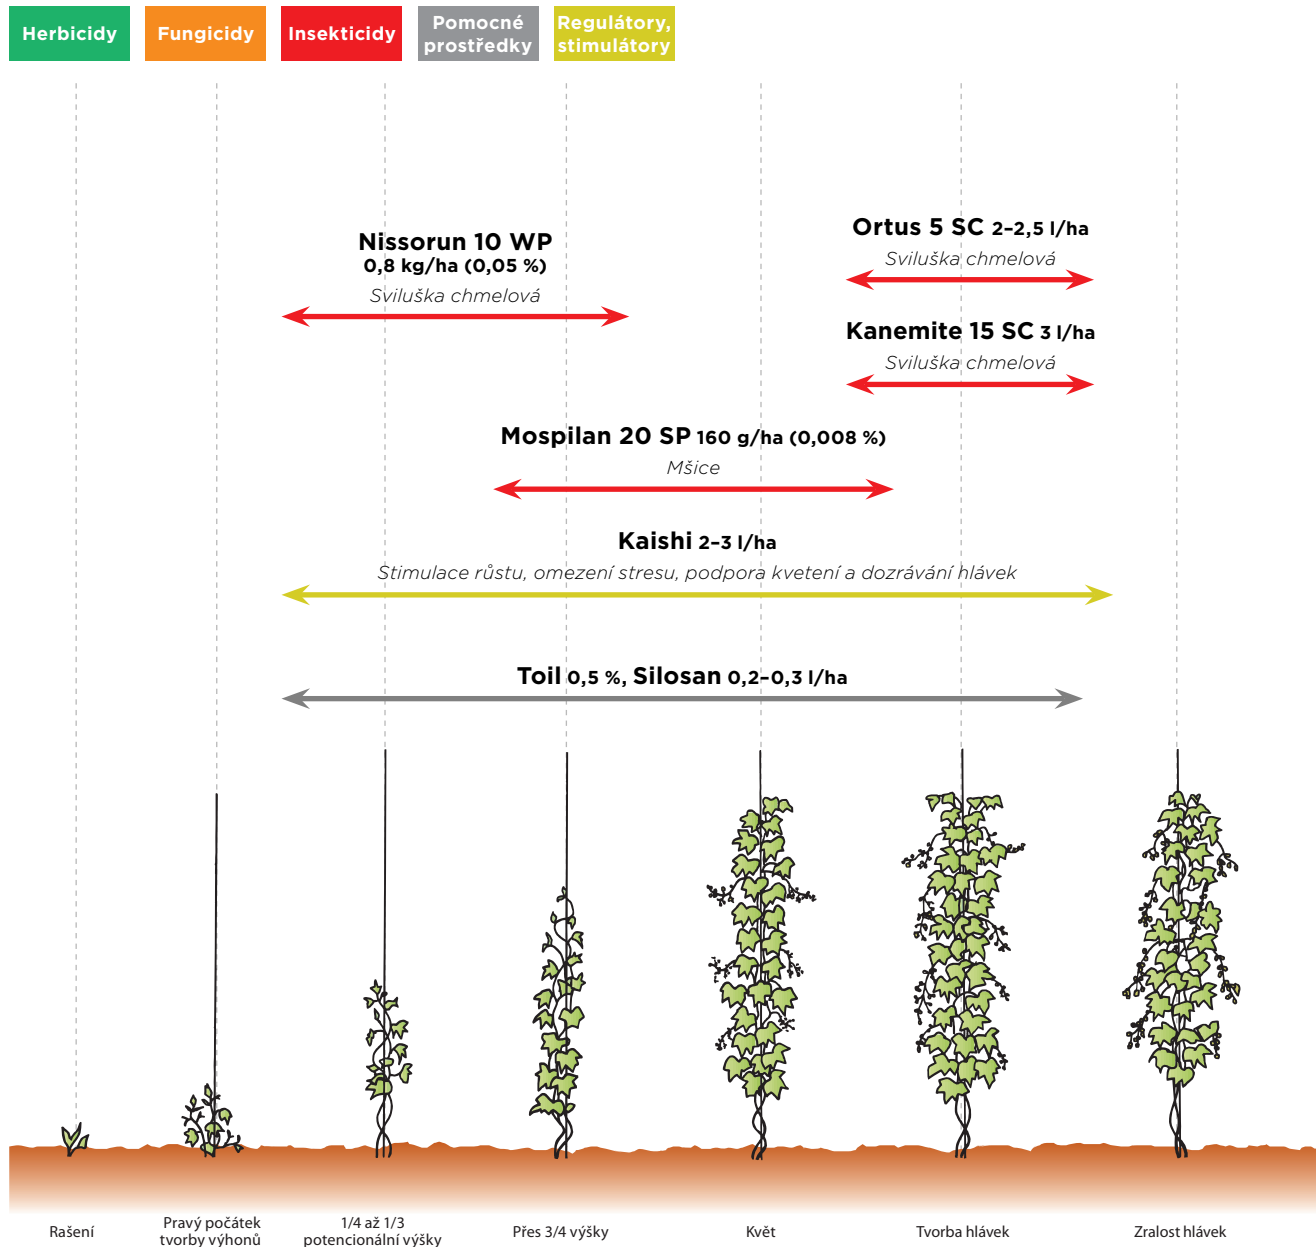 Herbicidy
Fungicidy
Insekticidy
Pomocné
prostředky
Regulátory,
stimulátory
Nissorun 10 WP
0,8 kg/ha (0,05 %)
Sviluška chmelová
Ortus 5 SC 2–2,5 l/ha
Sviluška chmelová
Kanemite 15 SC 3 l/ha
Sviluška chmelová
Mospilan 20 SP 160 g/ha (0,008 %)
Mšice
Kaishi 2–3 l/ha
Stimulace růstu, omezení stresu, podpora kvetení a dozrávání hlávek
Toil 0,5 %, Silosan 0,2–0,3 l/ha
Rašení
Pravý počátek
tvorby výhonů
1/4 až 1/3
potencionální výšky
Přes 3/4 výšky
Květ
Tvorba hlávek
Zralost hlávek